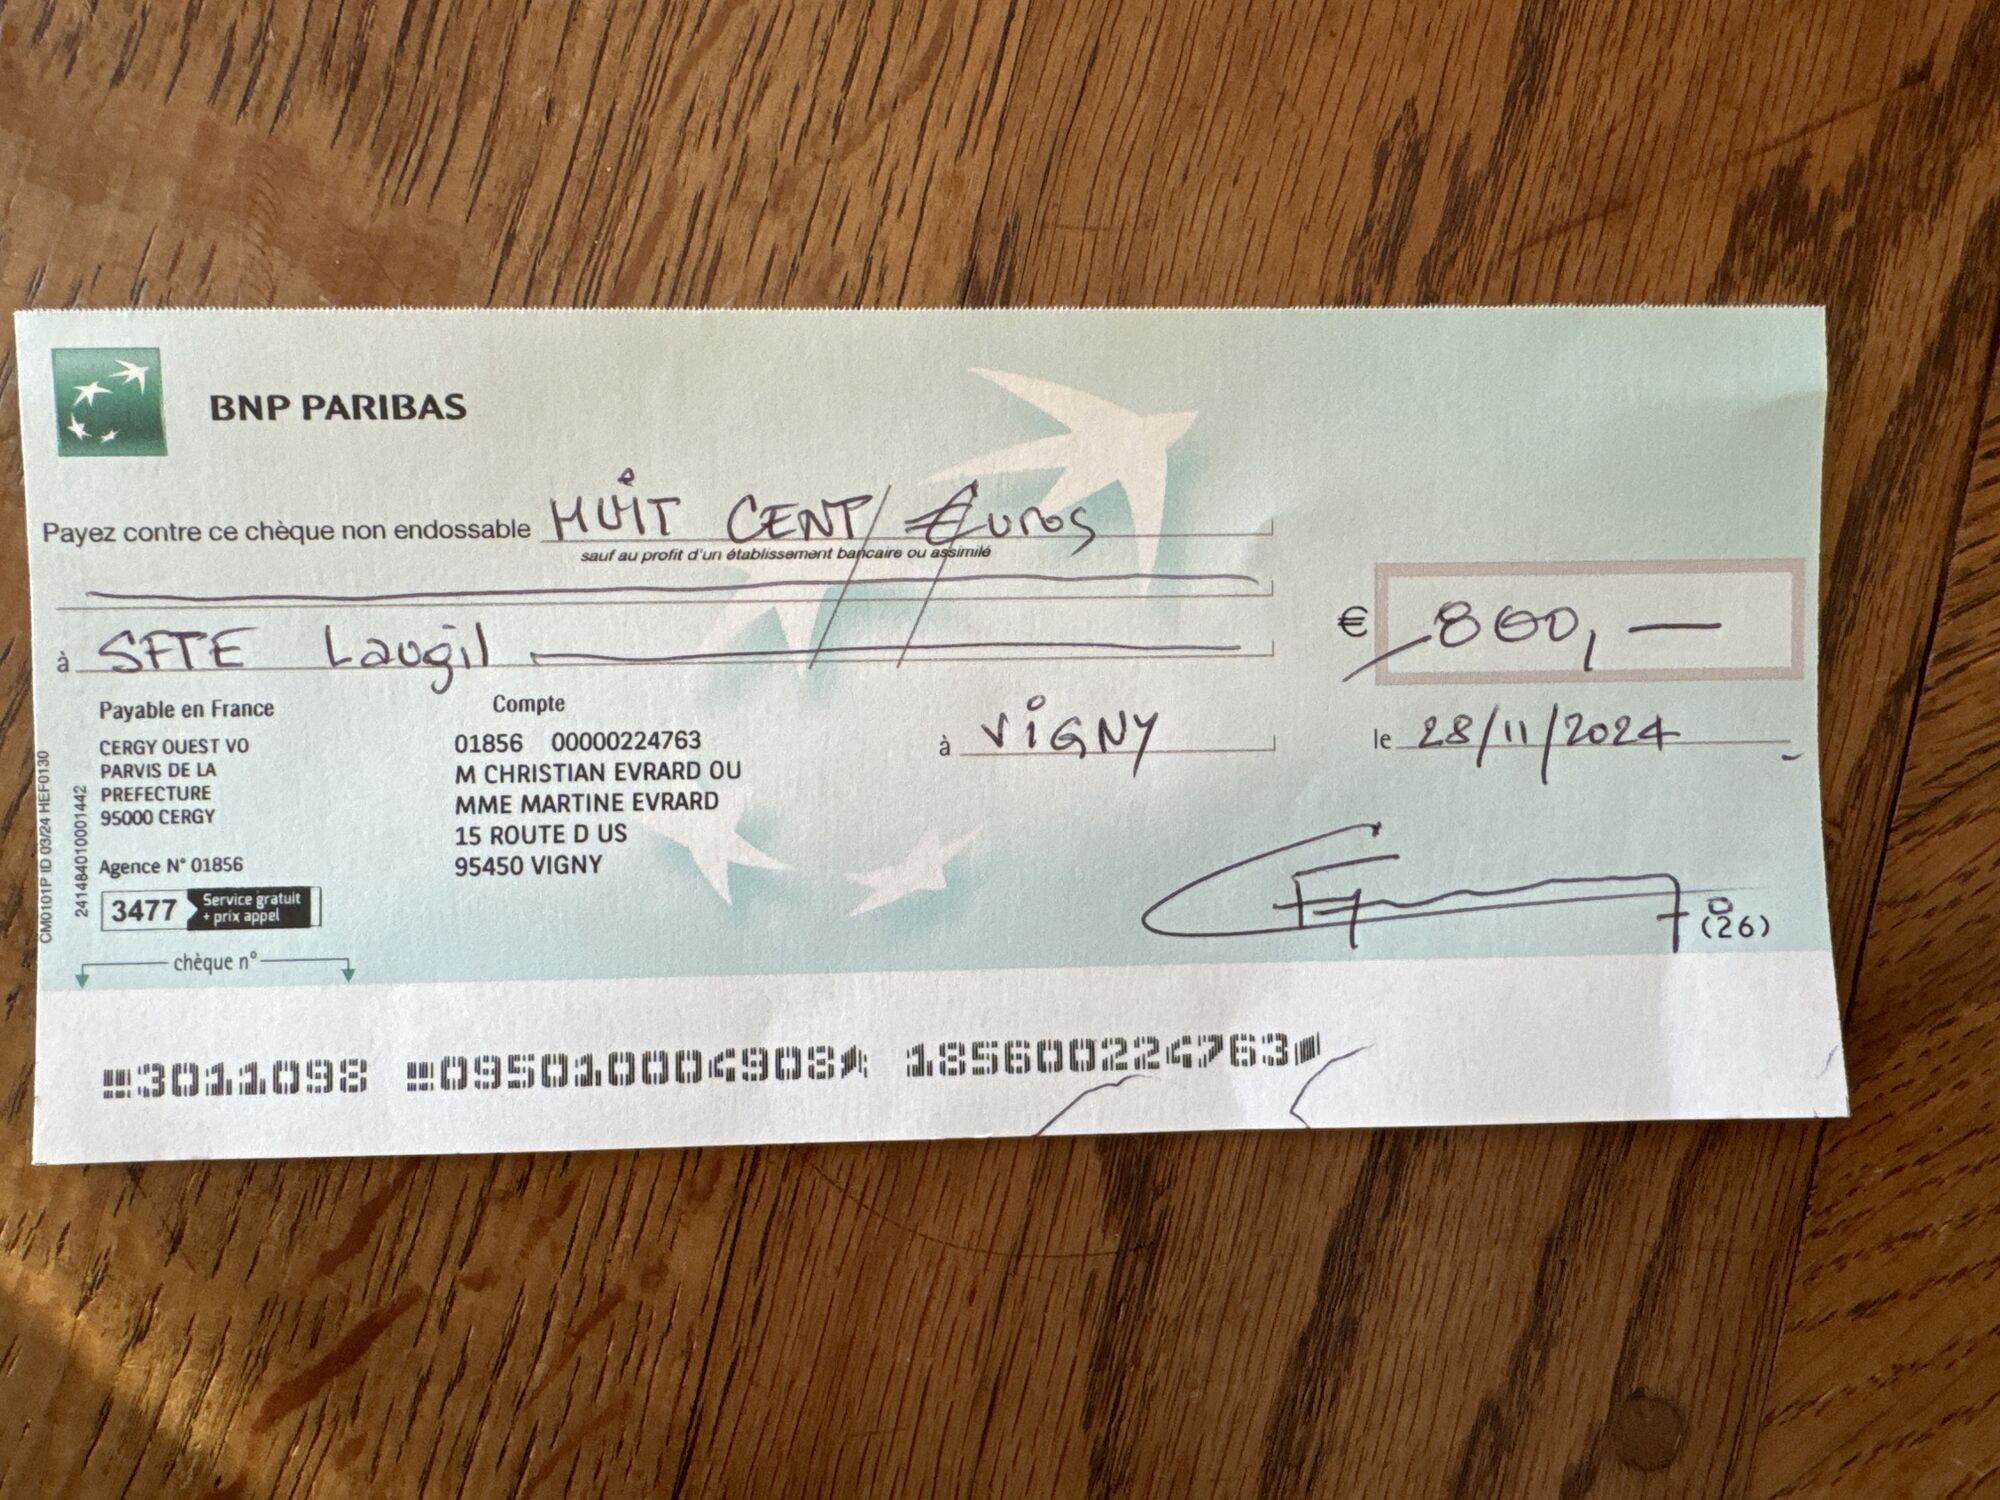 BNP PARIBAS
Payez contre ce chèque non endossable HUIT CENT Euros
sauf au profit d'un établissement bancaire ou assimilé
€ 800,—
à STE Laugil
Payable en France
CERGY OUEST VO
PARVIS DE LA
PREFECTURE
95000 CERGY
Agence N° 01856
3477 Service gratuit
+ prix appel
Compte
01856 00000224763
M CHRISTIAN EVRARD OU
MME MARTINE EVRARD
15 ROUTE D US
95450 VIGNY
à VIGNY
le 28/11/2024
(26)
CM0101P ID 03/24 HEF0130
241484010001442
chèque n°
3011098 095010004908 185600224763